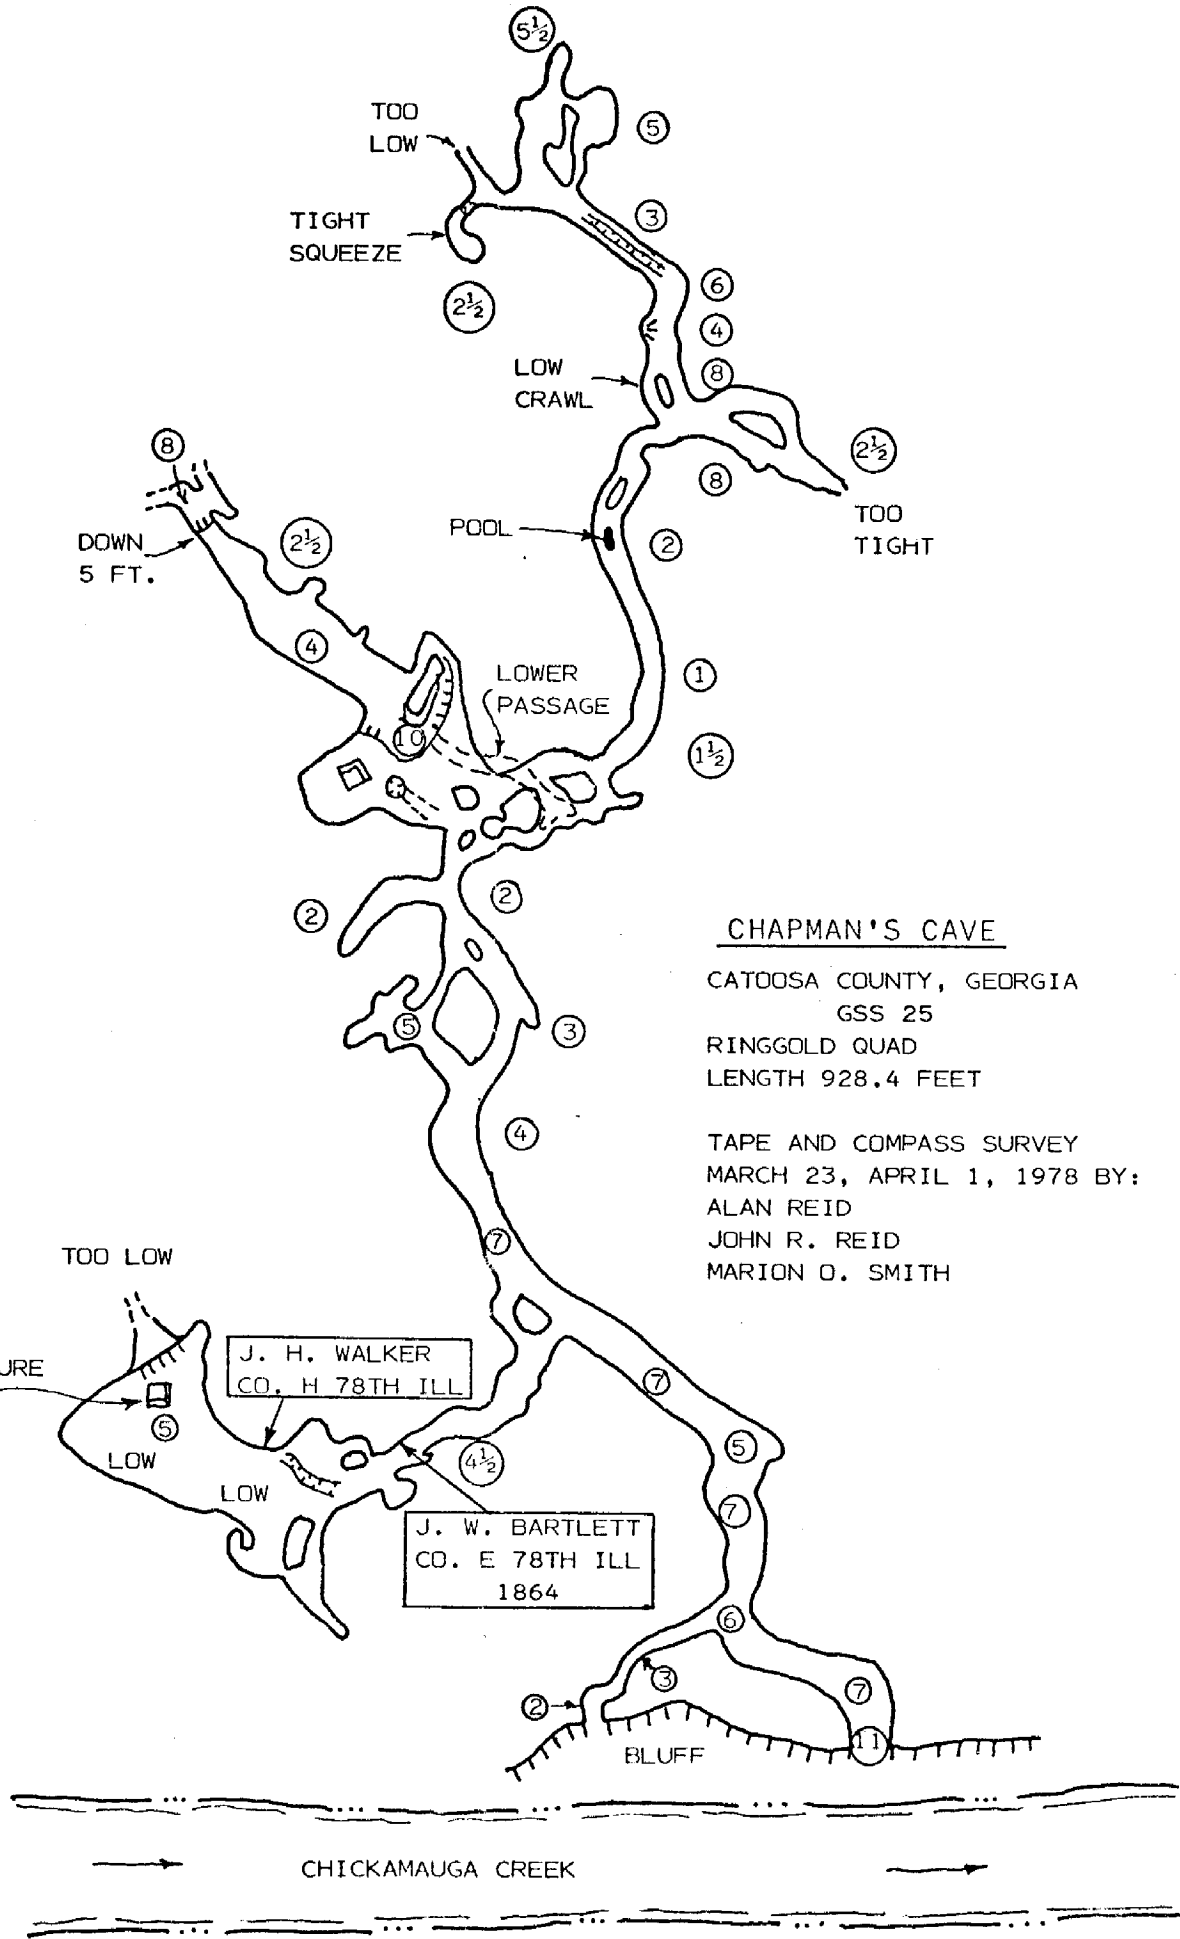 5½
TOO
LOW
5
TIGHT
SQUEEZE
3
2½
6
4
LOW
CRAWL
8
8
2½
8
TOO
TIGHT
POOL
2
DOWN
5 FT.
2½
4
LOWER
PASSAGE
1
10
1½
2
2
CHAPMAN'S CAVE
CATOOSA COUNTY, GEORGIA
GSS 25
RINGGOLD QUAD
LENGTH 928.4 FEET
5
3
4
TAPE AND COMPASS SURVEY
MARCH 23, APRIL 1, 1978 BY:
ALAN REID
JOHN R. REID
MARION O. SMITH
7
TOO LOW
J. H. WALKER
CO. H 78TH ILL
URE
7
5
LOW
LOW
4½
5
7
J. W. BARTLETT
CO. E 78TH ILL
1864
6
3
2
7
11
BLUFF
CHICKAMAUGA CREEK